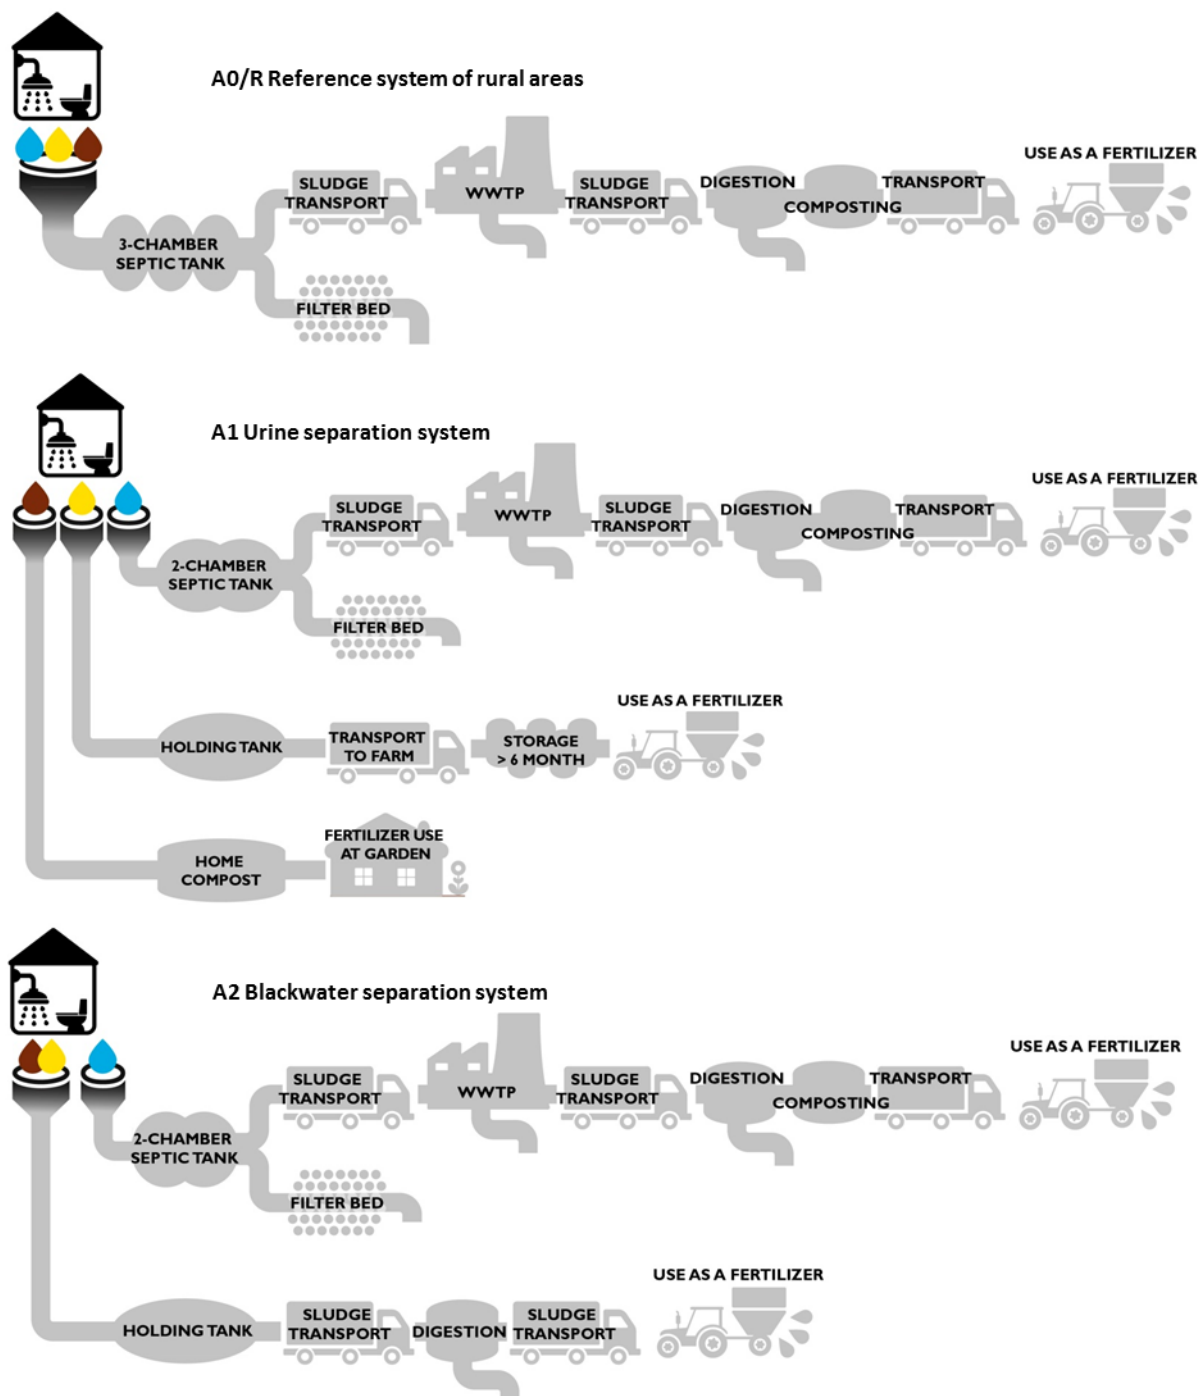 A0/R Reference system of rural areas
USE AS A FERTILIZER
SLUDGE
TRANSPORT
WWTP
SLUDGE
TRANSPORT
DIGESTION
COMPOSTING
TRANSPORT
3-CHAMBER
SEPTIC TANK
FILTER BED
A1 Urine separation system
USE AS A FERTILIZER
SLUDGE
TRANSPORT
WWTP
SLUDGE
TRANSPORT
DIGESTION
COMPOSTING
TRANSPORT
2-CHAMBER
SEPTIC TANK
FILTER BED
USE AS A FERTILIZER
HOLDING TANK
TRANSPORT
TO FARM
STORAGE
> 6 MONTH
HOME
COMPOST
FERTILIZER USE
AT GARDEN
A2 Blackwater separation system
USE AS A FERTILIZER
SLUDGE
TRANSPORT
WWTP
SLUDGE
TRANSPORT
DIGESTION
COMPOSTING
TRANSPORT
2-CHAMBER
SEPTIC TANK
FILTER BED
USE AS A FERTILIZER
HOLDING TANK
SLUDGE
TRANSPORT
DIGESTION
SLUDGE
TRANSPORT